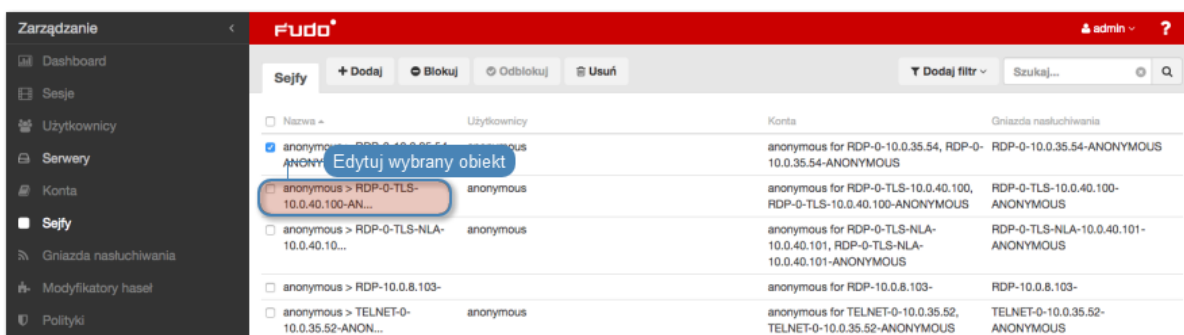 Zarządzanie
Fudo
admin
?
Dashboard
Sesje
Użytkownicy
Serwery
Konta
Sejfy
Gniazda nasłuchiwania
Modyfikatory haseł
Polityki
Sejfy
+ Dodaj
Blokuj
Odblokuj
Usuń
Dodaj filtr
Szukaj...
Nazwa
Użytkownicy
Konta
Gniazda nasłuchiwania
anonymous > RDP-0-10.0.35.54-
anonymous
anonymous for RDP-0-10.0.35.54, RDP-0-
10.0.35.54-ANONYMOUS
RDP-0-10.0.35.54-ANONYMOUS
Edytuj wybrany obiekt
anonymous > RDP-0-TLS-
10.0.40.100-AN...
anonymous
anonymous for RDP-0-TLS-10.0.40.100,
RDP-0-TLS-10.0.40.100-ANONYMOUS
RDP-0-TLS-10.0.40.100-
ANONYMOUS
anonymous > RDP-0-TLS-NLA-
10.0.40.10...
anonymous
anonymous for RDP-0-TLS-NLA-
10.0.40.101, RDP-0-TLS-NLA-
10.0.40.101-ANONYMOUS
RDP-0-TLS-NLA-10.0.40.101-
ANONYMOUS
anonymous > RDP-10.0.8.103-
anonymous for RDP-10.0.8.103-
RDP-10.0.8.103-
anonymous > TELNET-0-
10.0.35.52-ANON...
anonymous
anonymous for TELNET-0-10.0.35.52,
TELNET-0-10.0.35.52-ANONYMOUS
TELNET-0-10.0.35.52-
ANONYMOUS